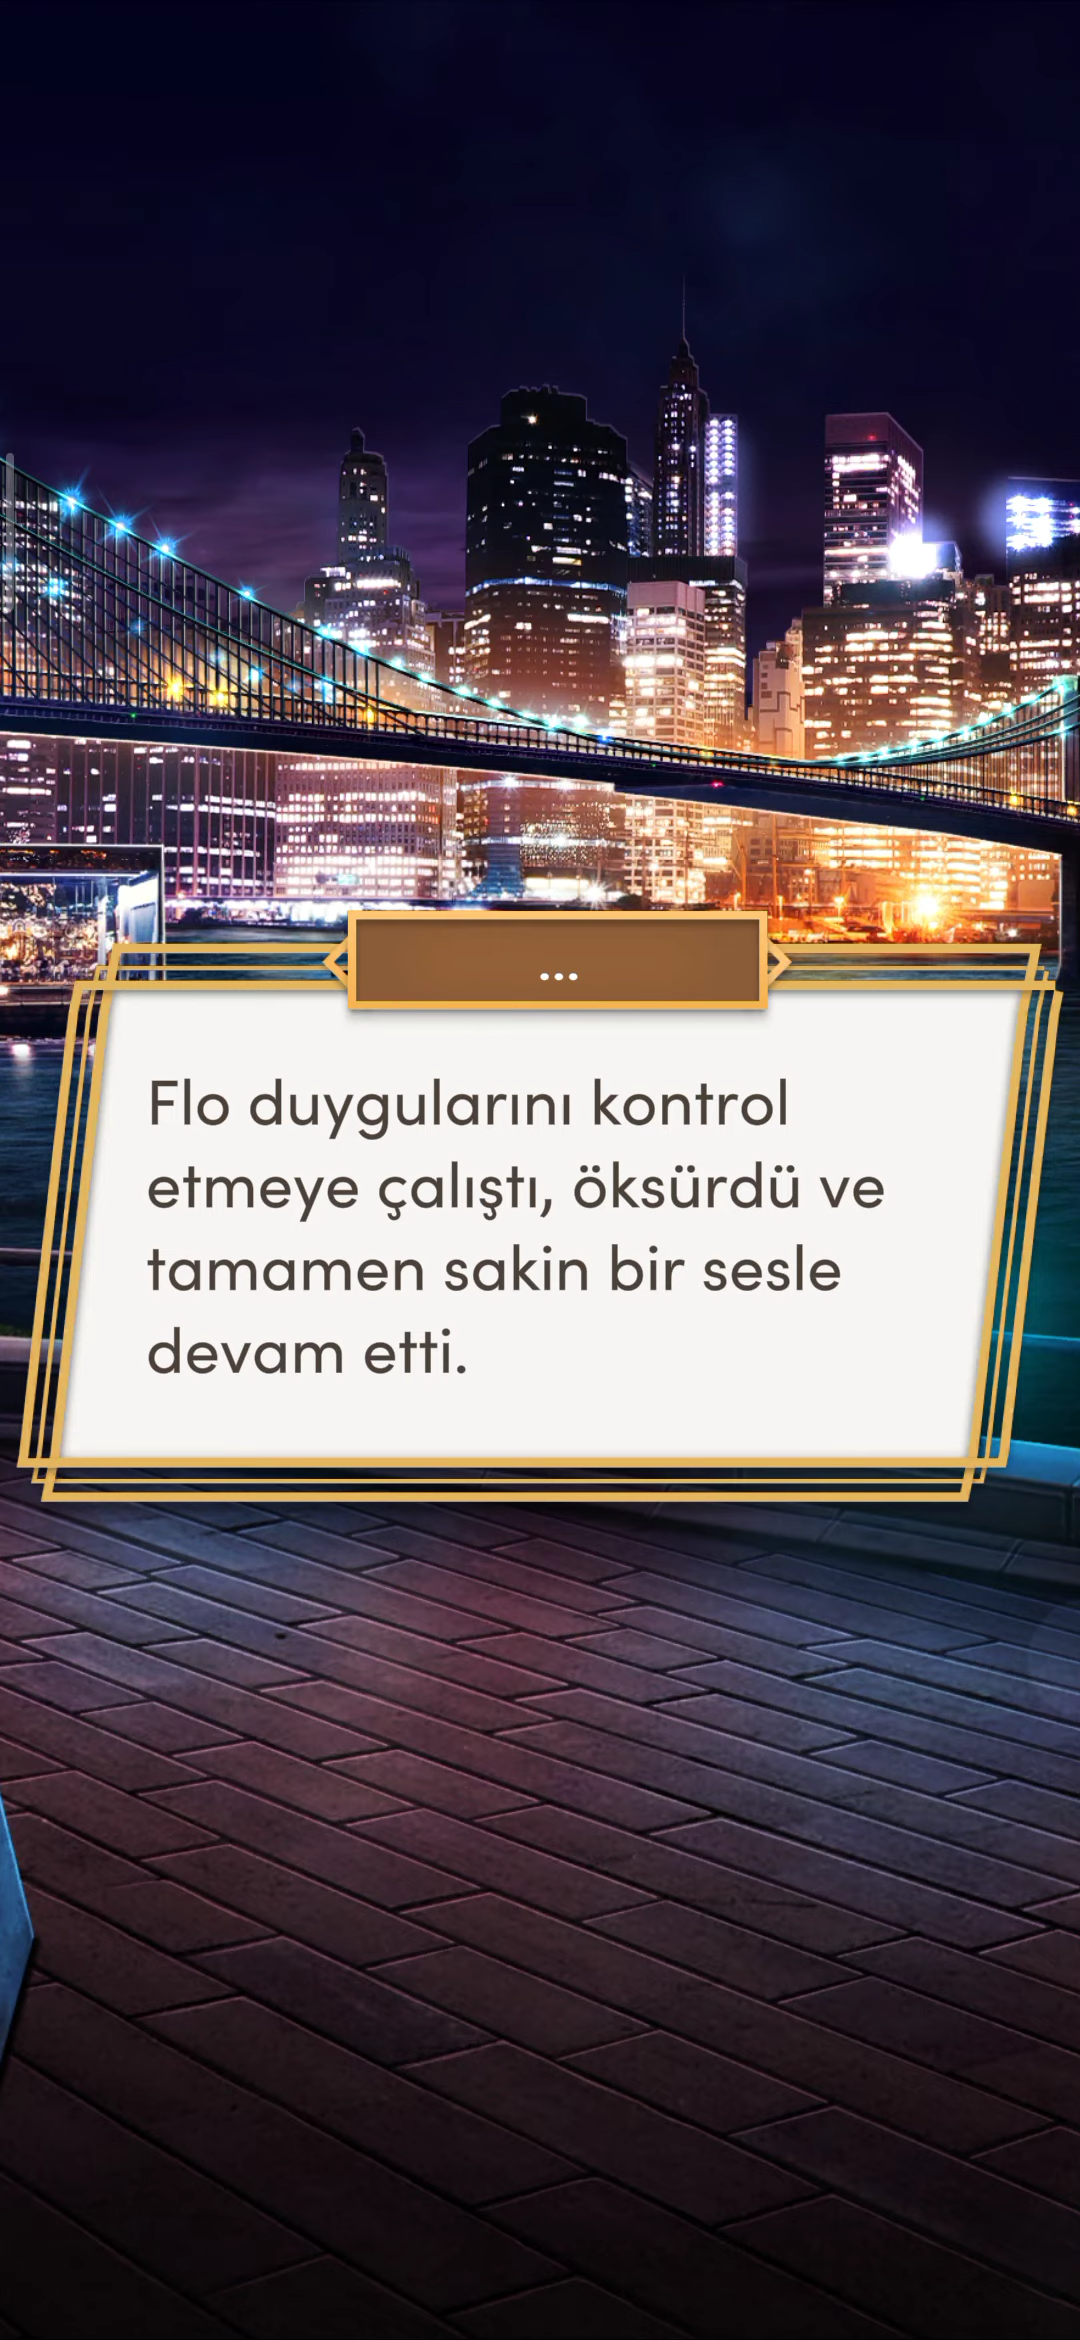 ...
Flo duygularını kontrol
etmeye çalıştı, öksürdü ve
tamamen sakin bir sesle
devam etti.